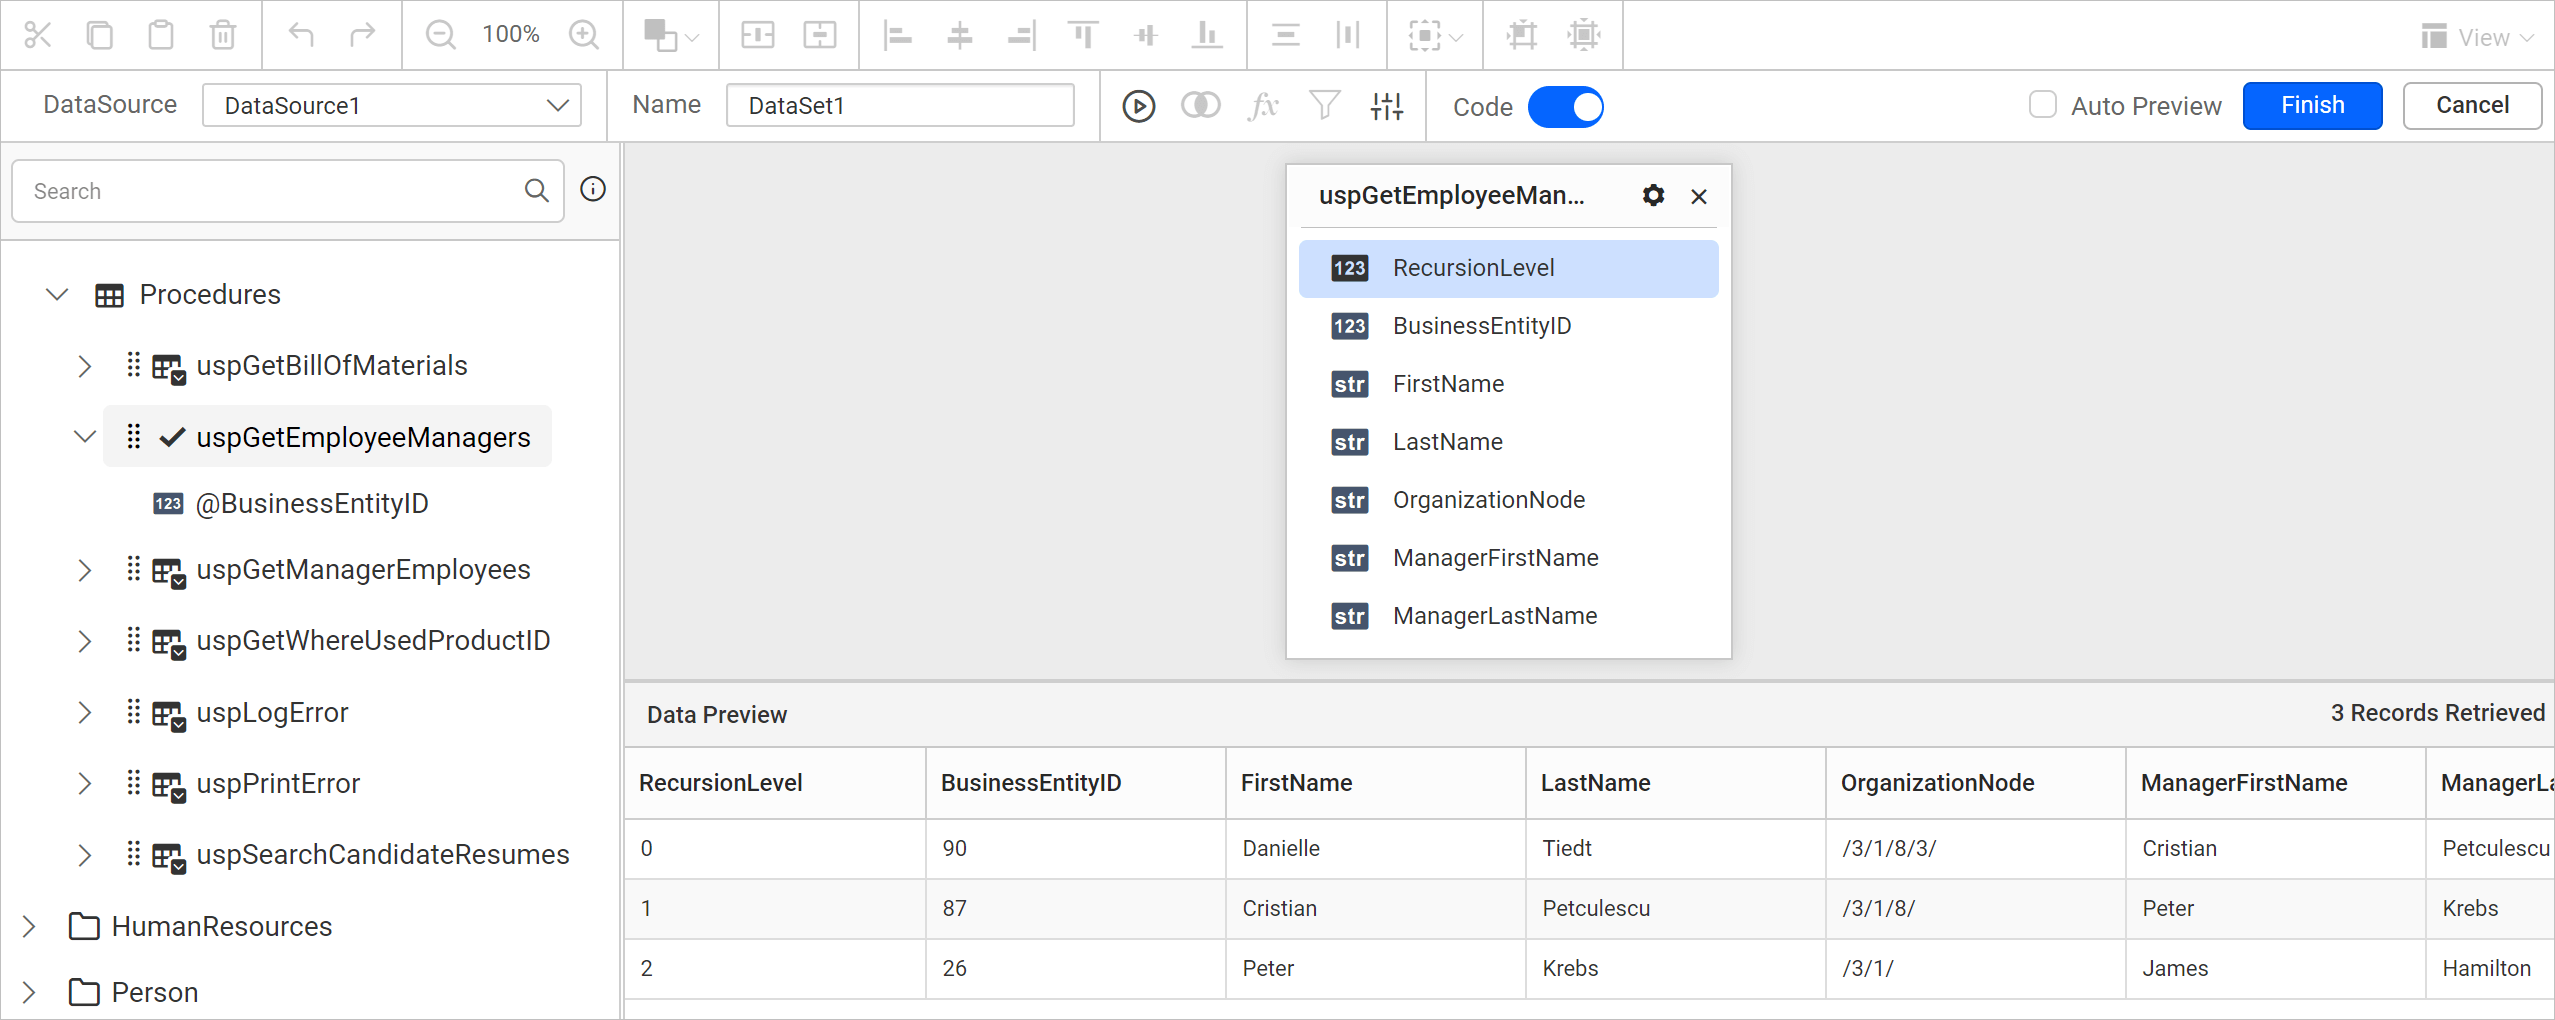 100%
View
DataSource
DataSource1
Name
DataSet1
fx
Code
Auto Preview
Finish
Cancel
Search
Procedures
uspGetBillOfMaterials
uspGetEmployeeManagers
123 @BusinessEntityID
uspGetManagerEmployees
uspGetWhereUsedProductID
uspLogError
uspPrintError
uspSearchCandidateResumes
HumanResources
Person
uspGetEmployeeMan...
123 RecursionLevel
123 BusinessEntityID
str FirstName
str LastName
str OrganizationNode
str ManagerFirstName
str ManagerLastName
Data Preview
3 Records Retrieved
RecursionLevel BusinessEntityID FirstName LastName OrganizationNode ManagerFirstName ManagerLa
0 90 Danielle Tiedt /3/1/8/3/ Cristian Petculescu
1 87 Cristian Petculescu /3/1/8/ Peter Krebs
2 26 Peter Krebs /3/1/ James Hamilton